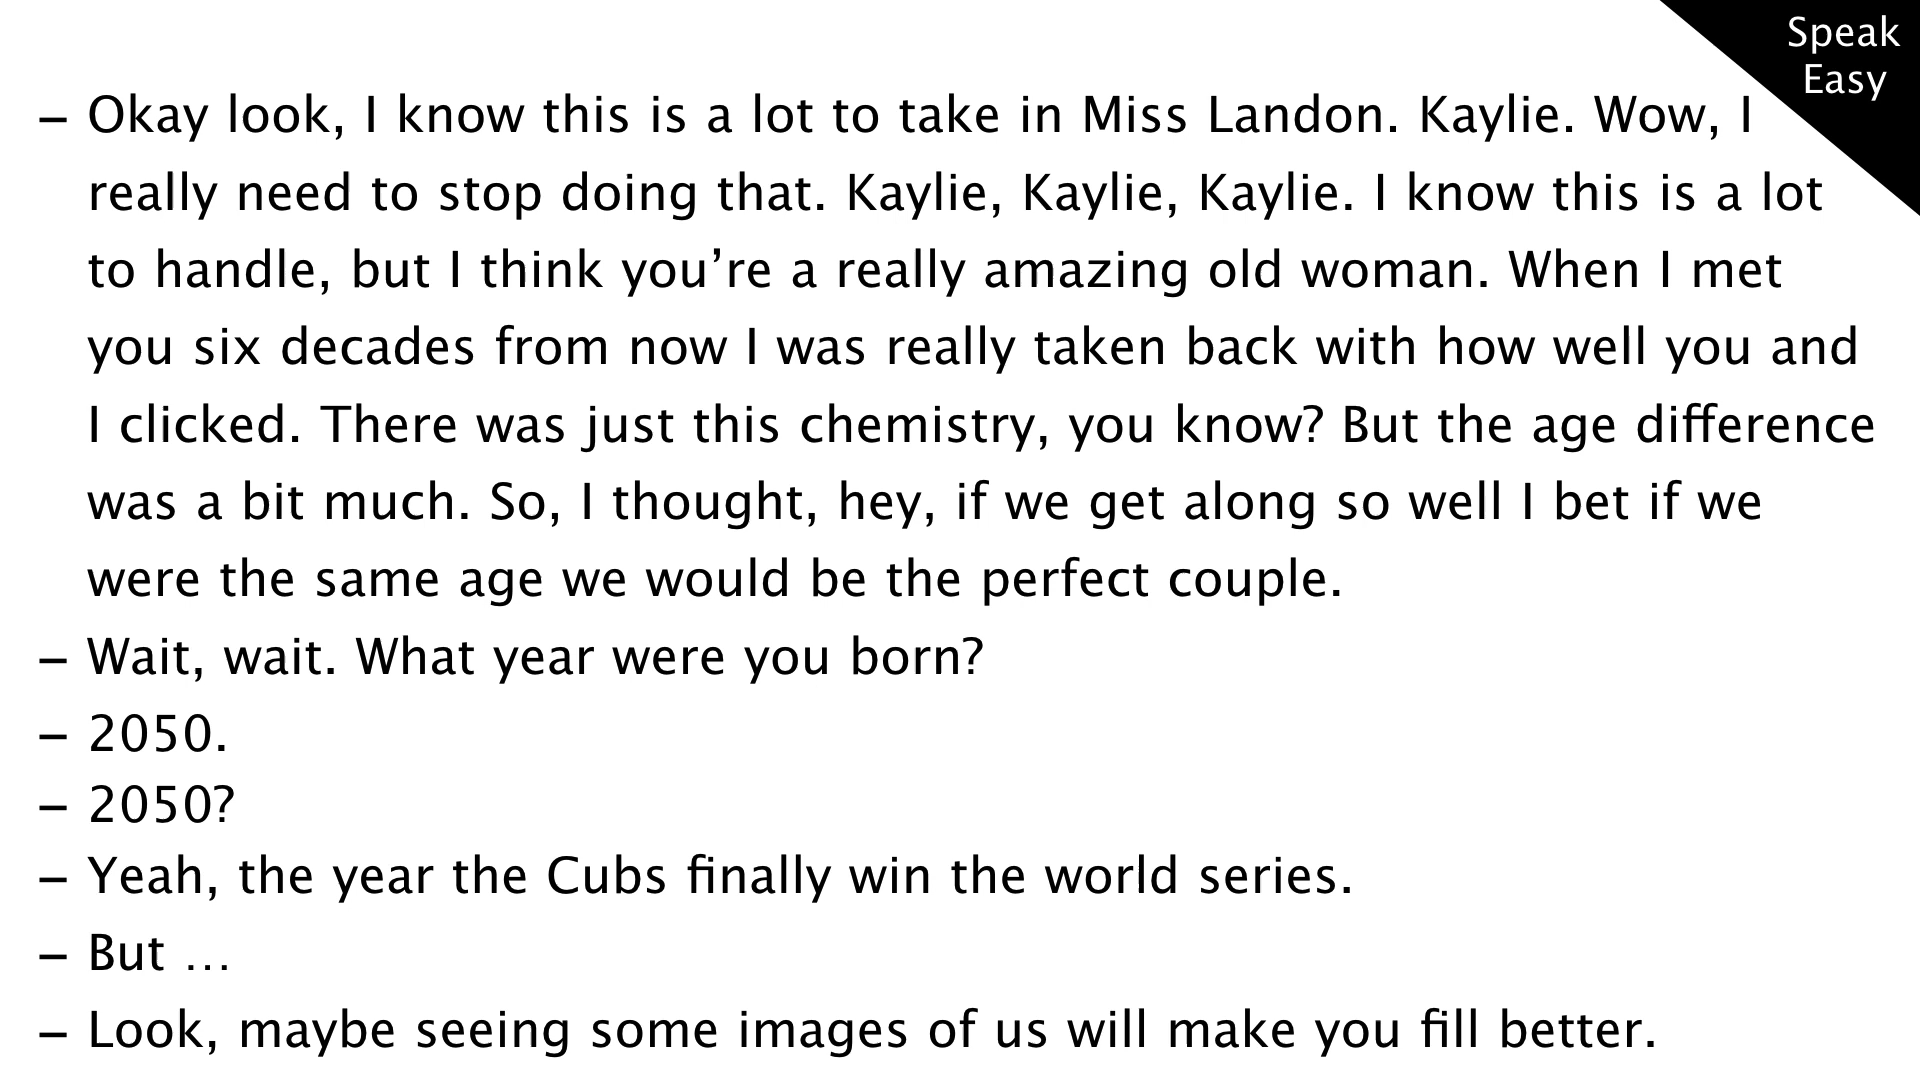 Speak
Easy
– Okay look, I know this is a lot to take in Miss Landon. Kaylie. Wow, I
really need to stop doing that. Kaylie, Kaylie, Kaylie. I know this is a lot
to handle, but I think you’re a really amazing old woman. When I met
you six decades from now I was really taken back with how well you and
I clicked. There was just this chemistry, you know? But the age difference
was a bit much. So, I thought, hey, if we get along so well I bet if we
were the same age we would be the perfect couple.
– Wait, wait. What year were you born?
– 2050.
– 2050?
– Yeah, the year the Cubs finally win the world series.
– But …
– Look, maybe seeing some images of us will make you fill better.